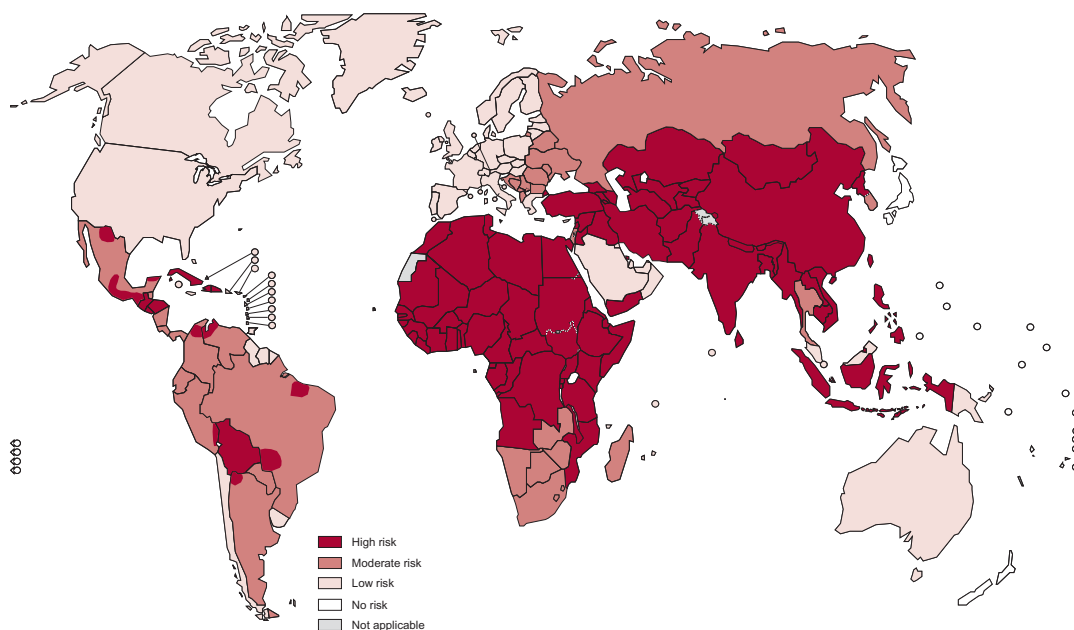 High risk
Moderate risk
Low risk
No risk
Not applicable